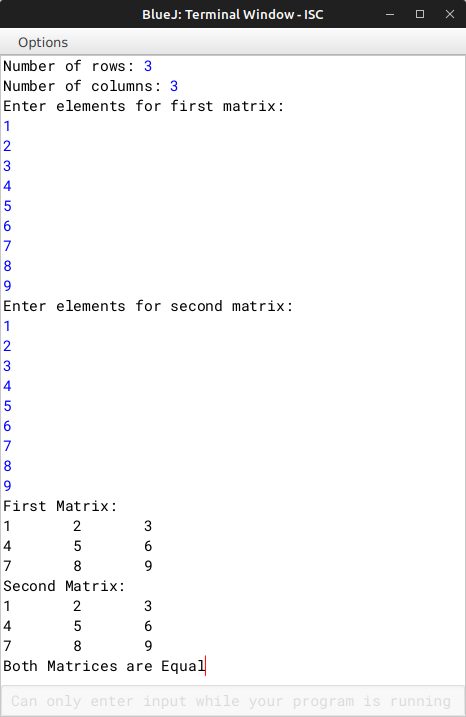 BlueJ: Terminal Window - ISC
Options
Number of rows: 3
Number of columns: 3
Enter elements for first matrix:
1
2
3
4
5
6
7
8
9
Enter elements for second matrix:
1
2
3
4
5
6
7
8
9
First Matrix:
1 2 3
4 5 6
7 8 9
Second Matrix:
1 2 3
4 5 6
7 8 9
Both Matrices are Equal
Can only enter input while your program is running